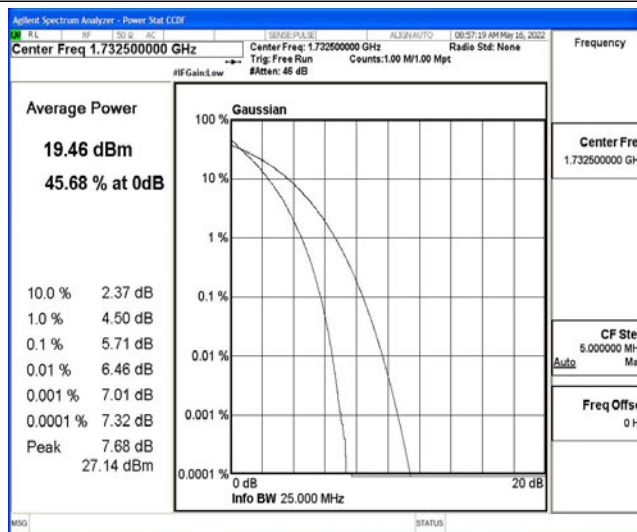 Agilent Spectrum Analyzer - Power Stat CCDF
RL RF 50 Ω AC SENSE:PULSE ALIGNAUTO 08:57:19 AM May 16, 2022
Center Freq 1.732500000 GHz
Center Freq: 1.732500000 GHz Radio Std: None
Trig: Free Run Counts:1.00 M/1.00 Mpt
#IFGain:Low #Atten: 46 dB
Frequency
Average Power
19.46 dBm
45.68 % at 0dB
10.0 % 2.37 dB
1.0 % 4.50 dB
0.1 % 5.71 dB
0.01 % 6.46 dB
0.001 % 7.01 dB
0.0001 % 7.32 dB
Peak 7.68 dB
27.14 dBm
Gaussian
100 %
10 %
1 %
0.1 %
0.01 %
0.001 %
0.0001 %
0 dB 20 dB
Info BW 25.000 MHz
Center Fre
1.732500000 GH
CF Ste
5.000000 MH
Auto Ma
Freq Offse
0 H
MSG STATUS